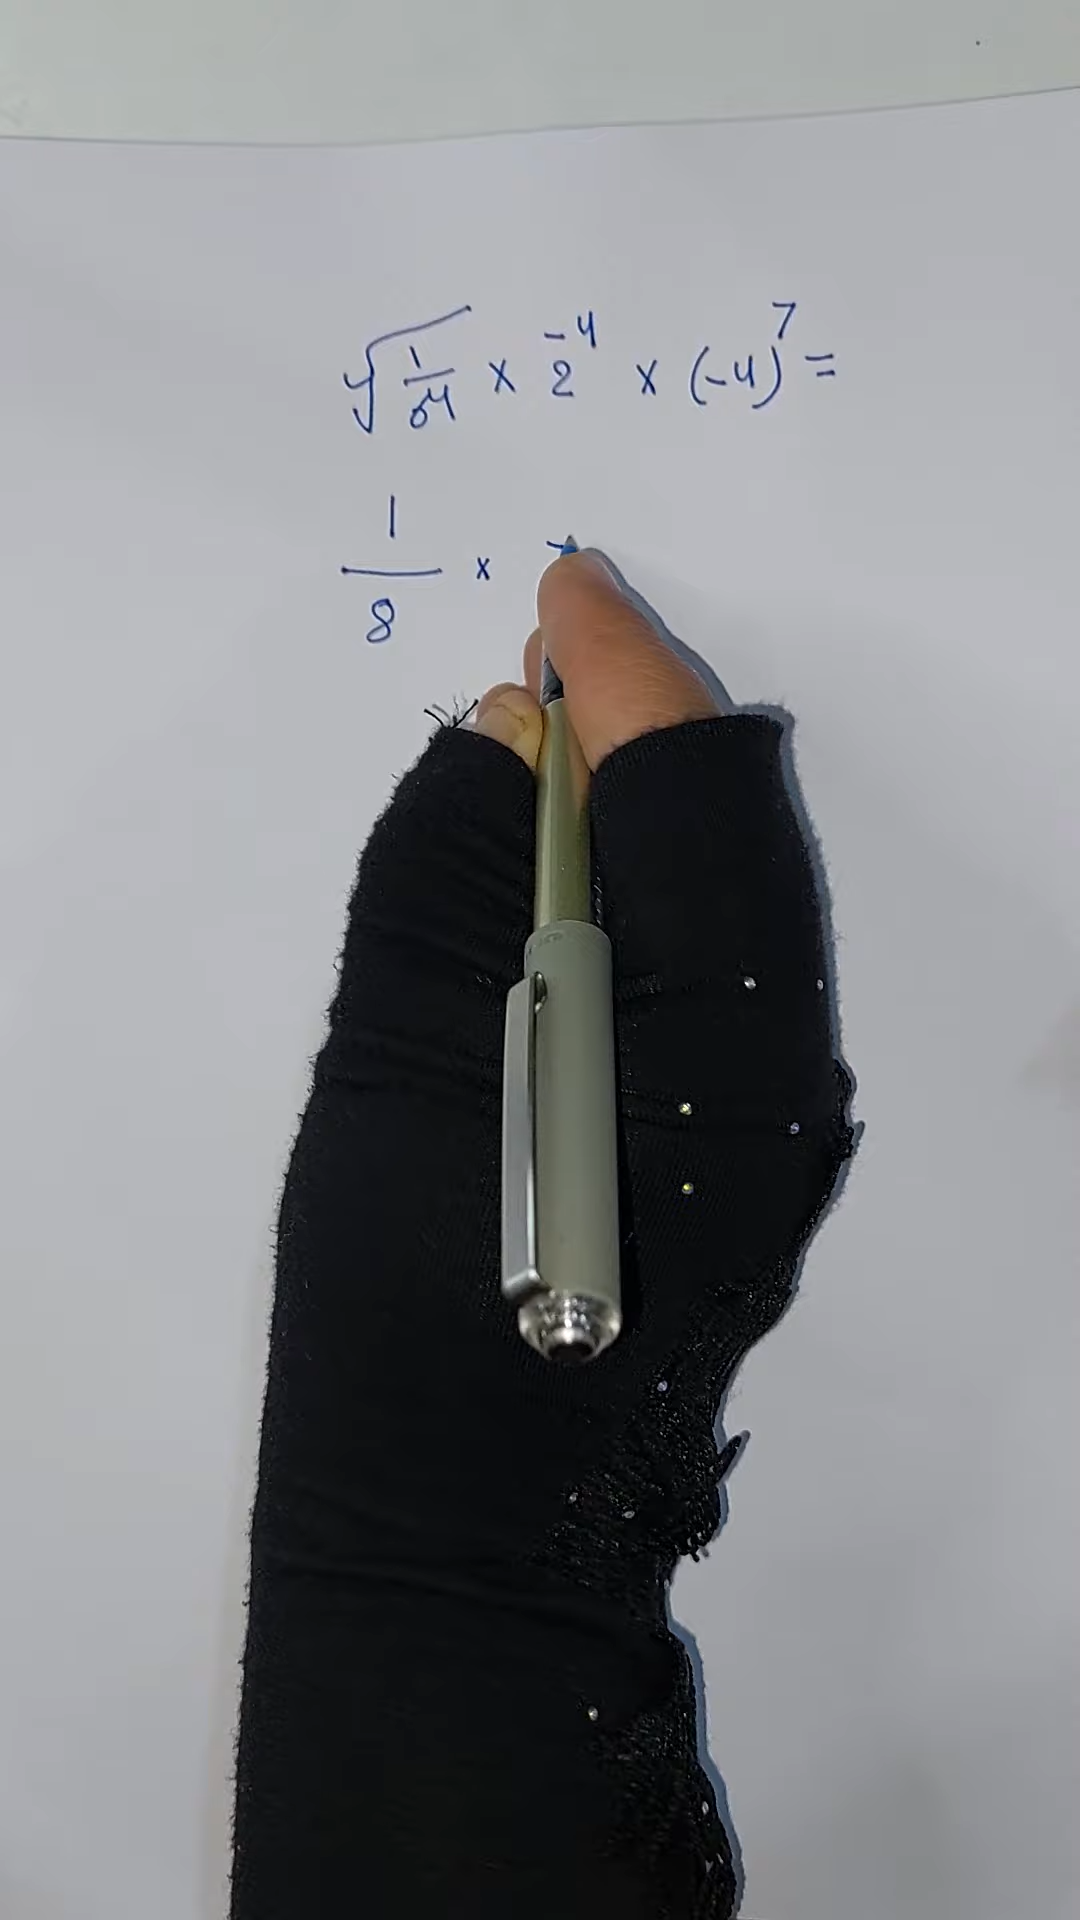 √(1/64) × 2⁻⁴ × (-4)⁷ =
1/8 ×